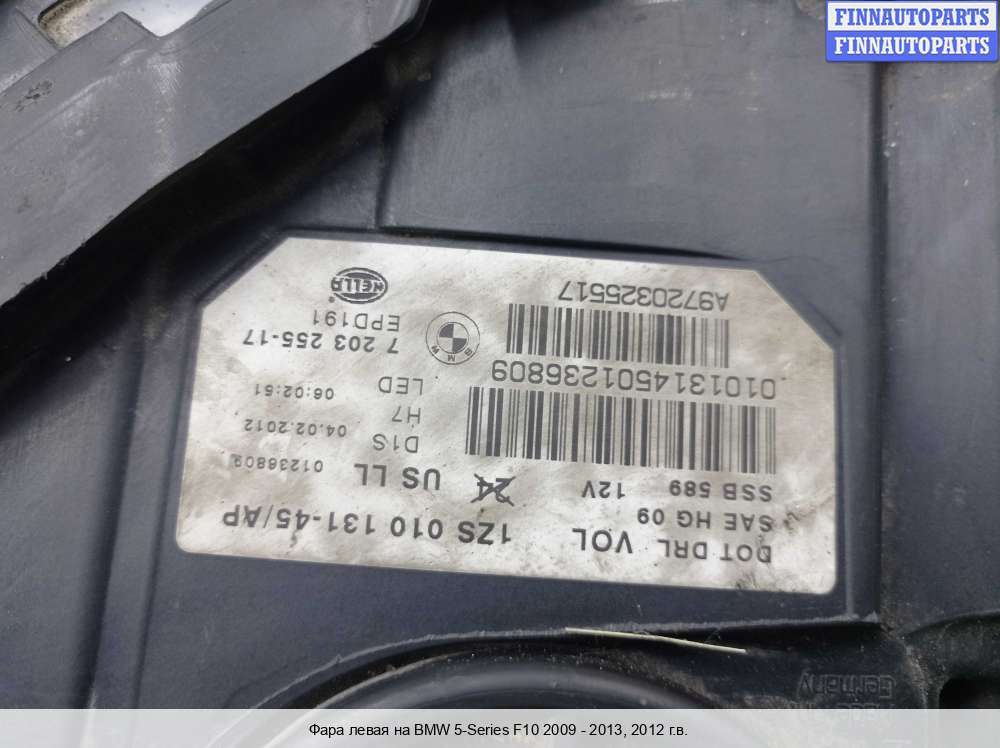 FINNAUTOPARTS
FINNAUTOPARTS
DOT DRL VOL 1ZS 010 131-45/AP
SAE HG 09
SSB 589 12V 24 US LL 01236809
D1S 04.02.2012
H7
LED 06:02:51
0101314501236809
BMW
7 203 255-17
EPD191
HELLA
®
A9720325517
Germany
Фара левая на BMW 5-Series F10 2009 - 2013, 2012 г.в.